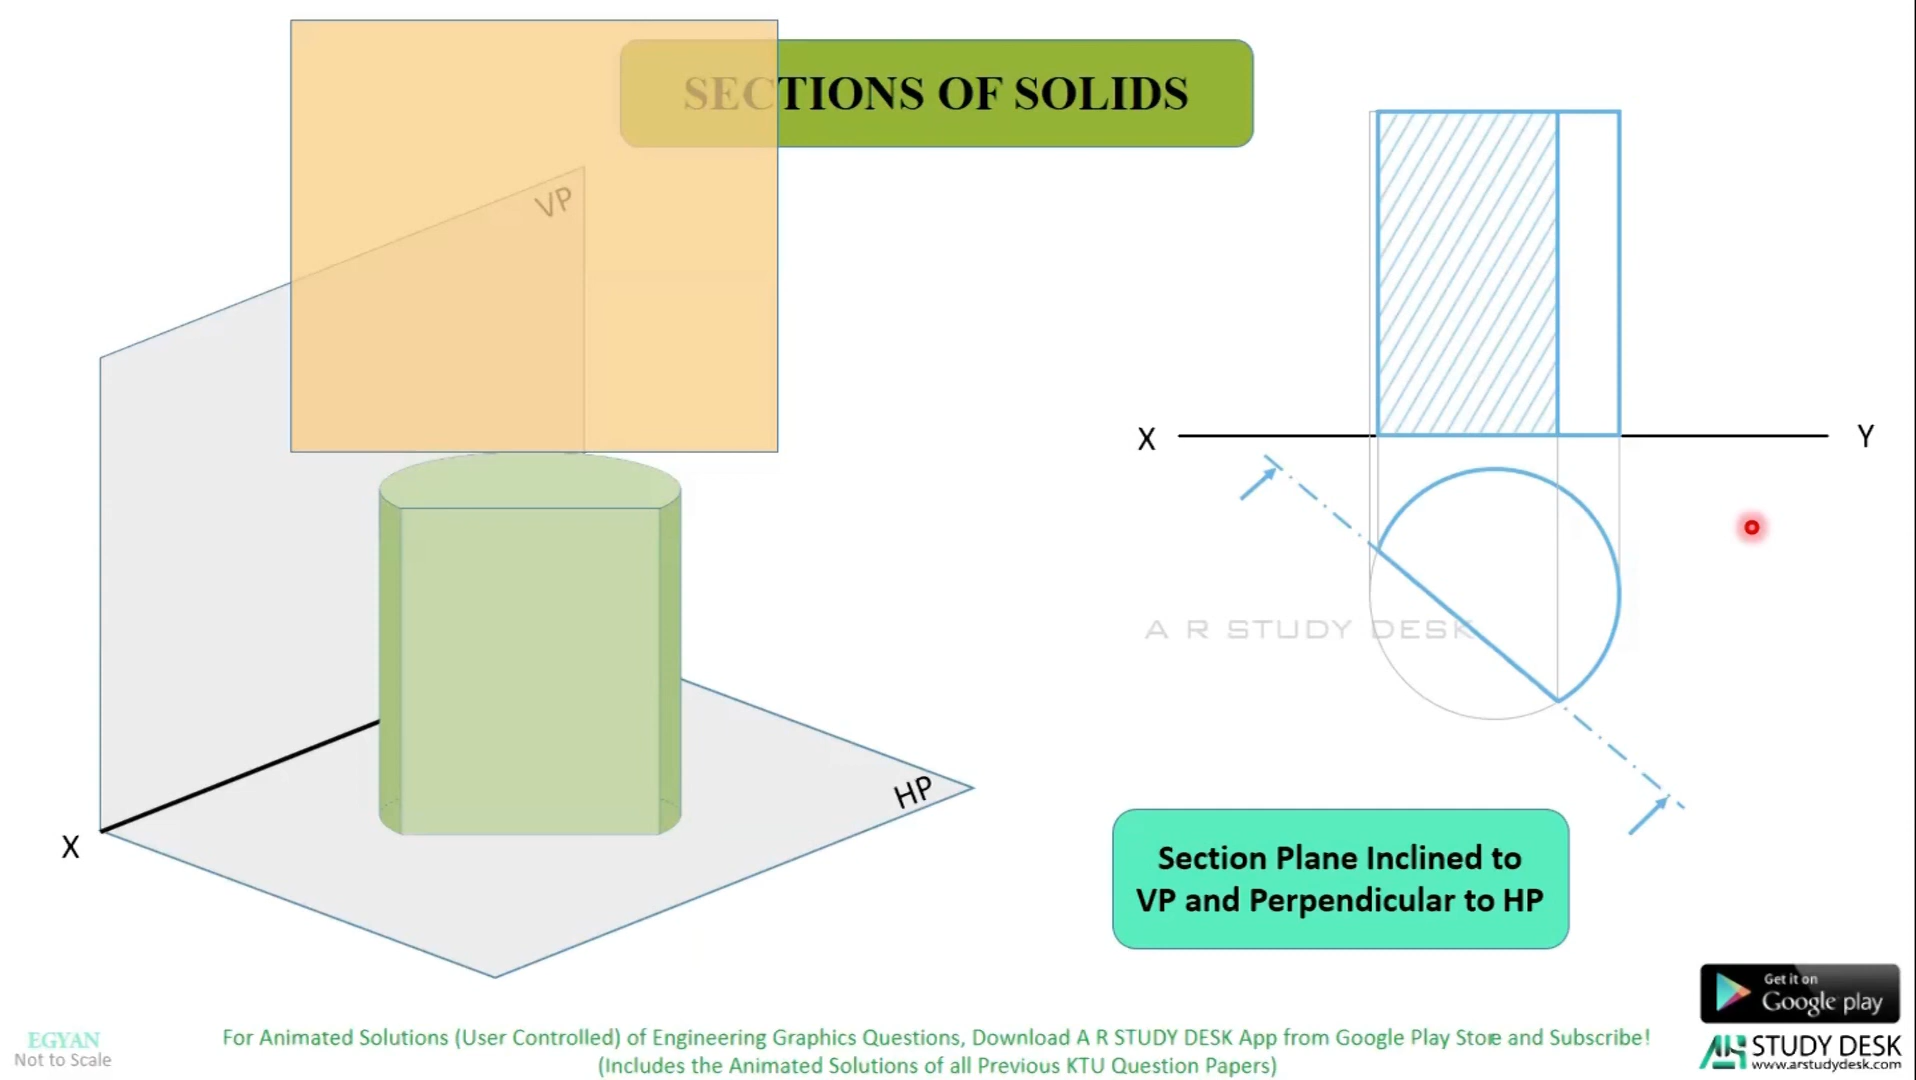 SECTIONS OF SOLIDS
VP
X
Y
A R STUDY DESK
HP
X
Section Plane Inclined to
VP and Perpendicular to HP
Get it on
Google play
EGYAN
Not to Scale
For Animated Solutions (User Controlled) of Engineering Graphics Questions, Download A R STUDY DESK App from Google Play Store and Subscribe!
(Includes the Animated Solutions of all Previous KTU Question Papers)
AR STUDY DESK
www.arstudydesk.com